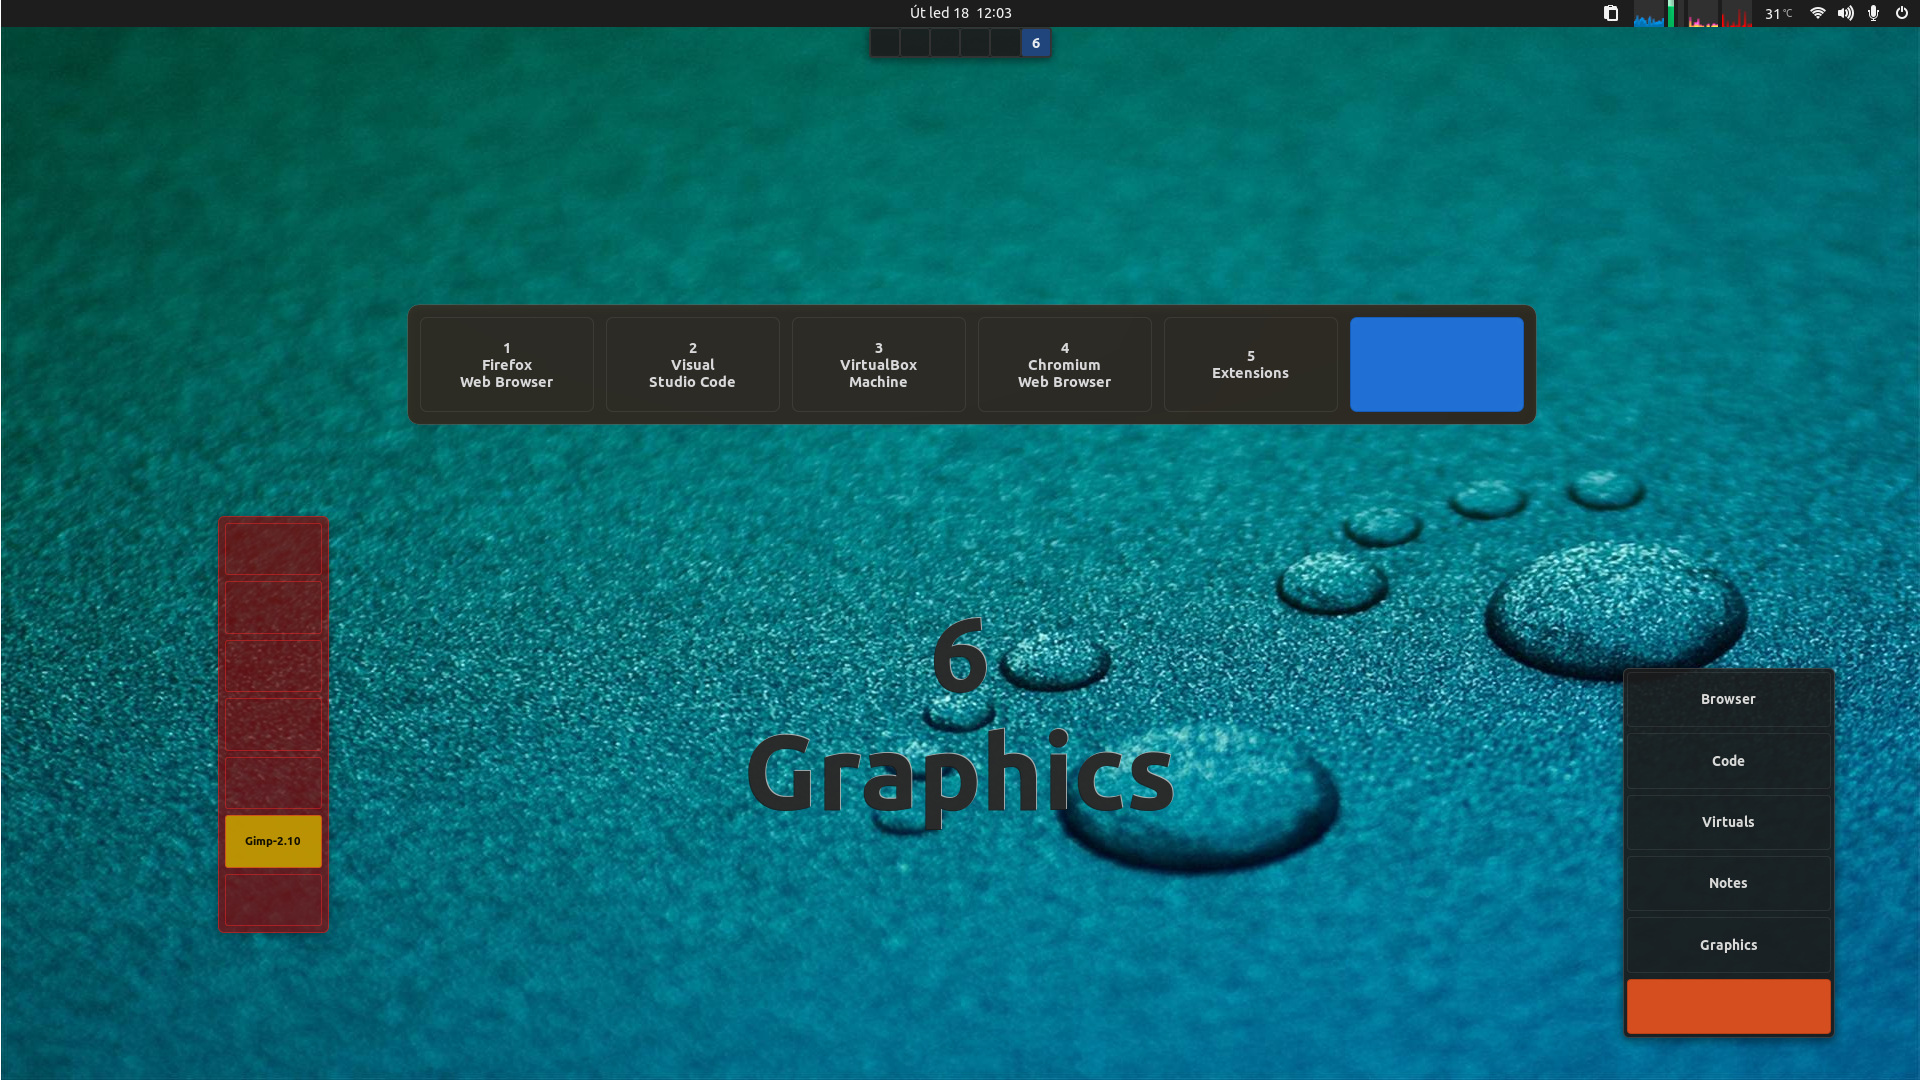 Út led 18 12:03
31°C
6
1
Firefox
Web Browser
2
Visual
Studio Code
3
VirtualBox
Machine
4
Chromium
Web Browser
5
Extensions
6
Graphics
Gimp-2.10
Browser
Code
Virtuals
Notes
Graphics